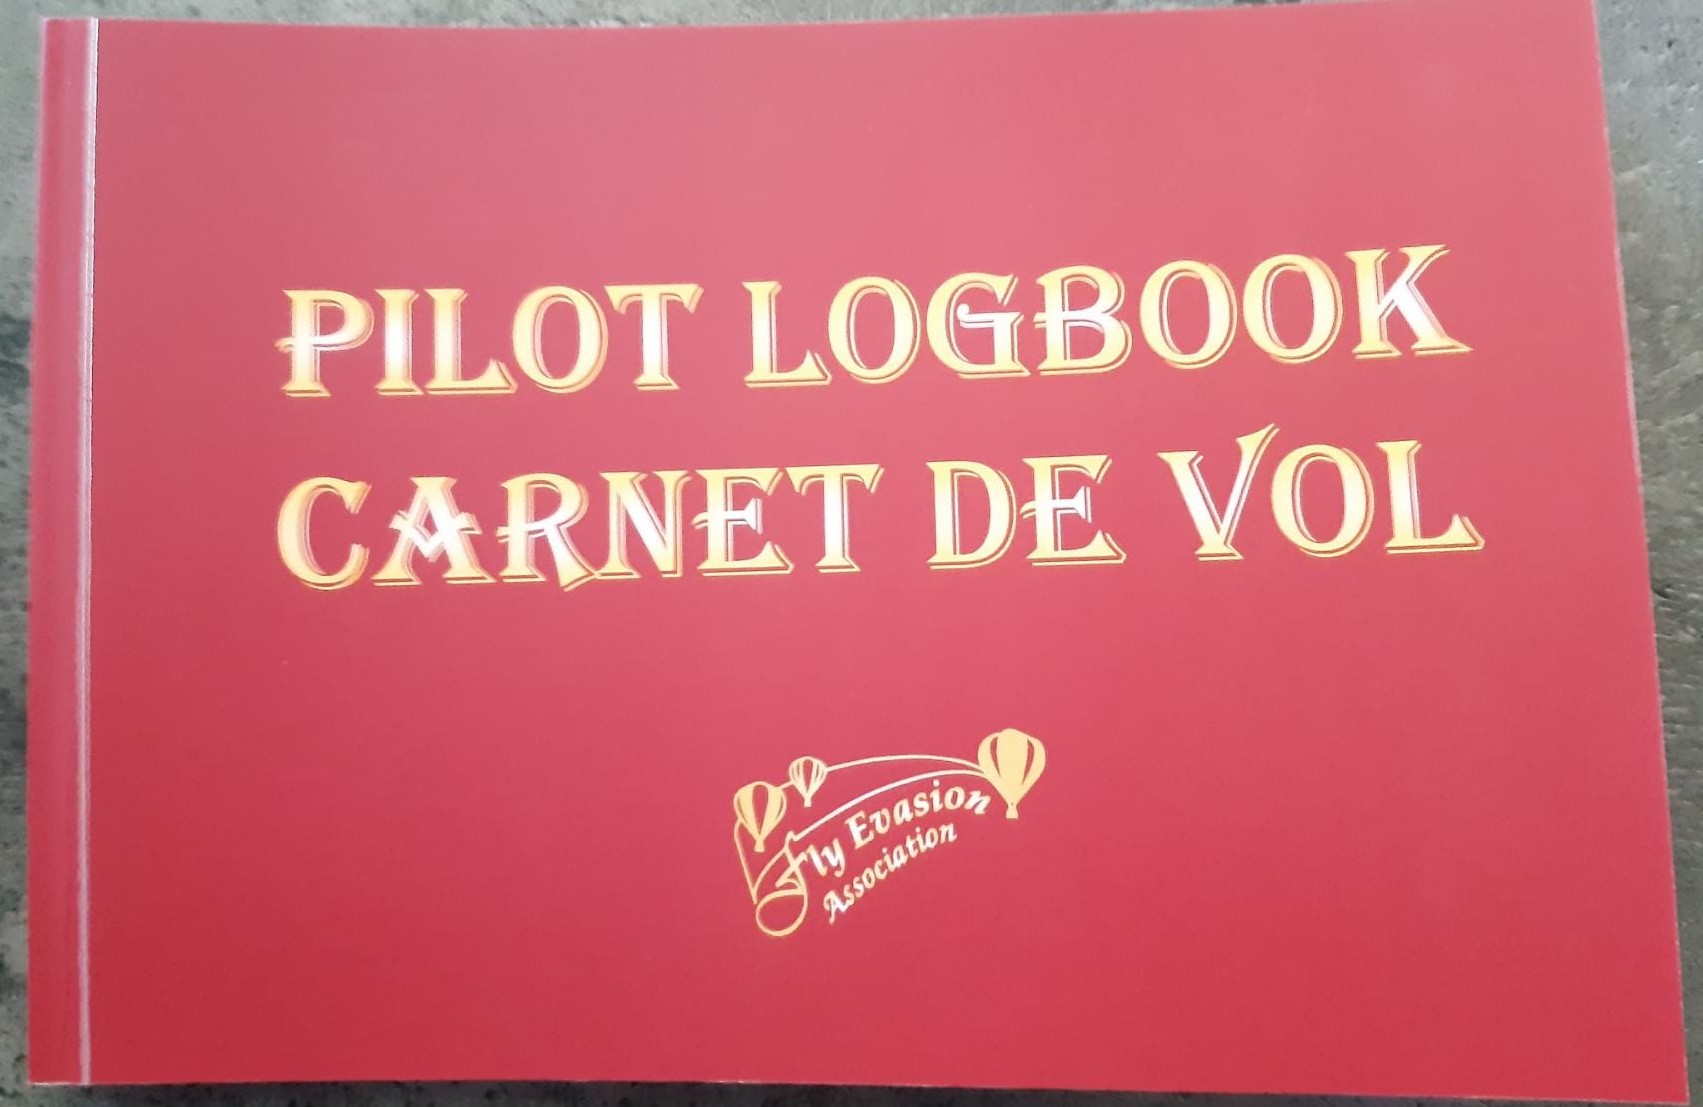 PILOT LOGBOOK
CARNET DE VOL
Fly Evasion
Association